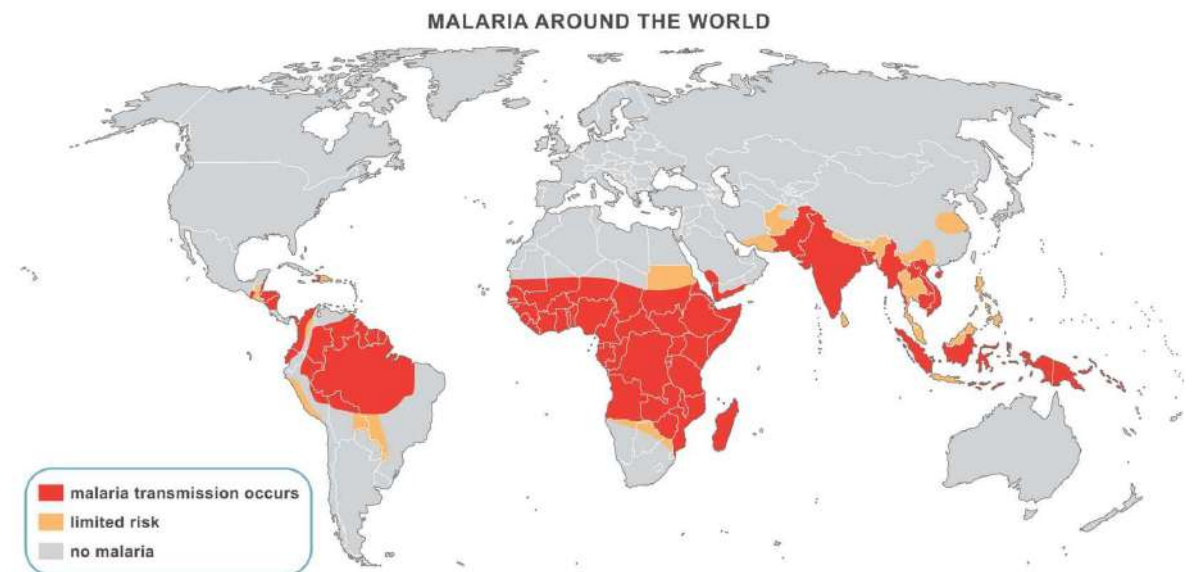 MALARIA AROUND THE WORLD
malaria transmission occurs
limited risk
no malaria